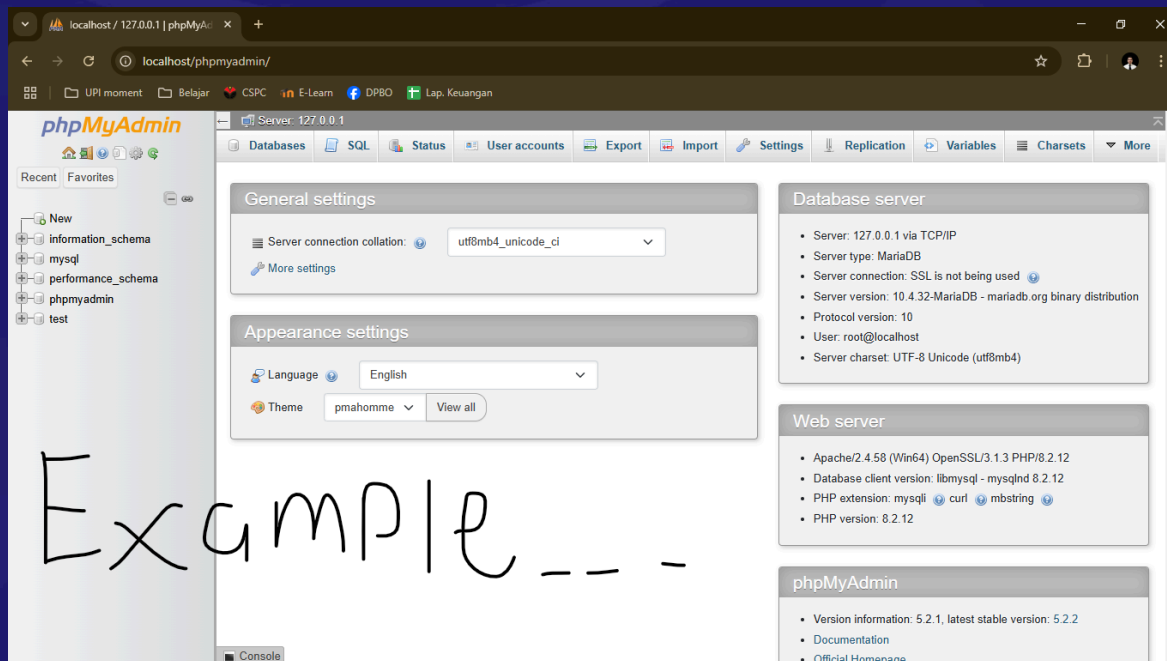 localhost / 127.0.0.1 | phpMyAd
localhost/phpmyadmin/
UPI moment Belajar CSPC E-Learn DPBO Lap. Keuangan
phpMyAdmin
Recent Favorites
New
information_schema
mysql
performance_schema
phpmyadmin
test
Server: 127.0.0.1
Databases SQL Status User accounts Export Import Settings Replication Variables Charsets More
General settings
Server connection collation: utf8mb4_unicode_ci
More settings
Appearance settings
Language English
Theme pmahomme View all
Example___ _
Console
Database server
Server: 127.0.0.1 via TCP/IP
Server type: MariaDB
Server connection: SSL is not being used
Server version: 10.4.32-MariaDB - mariadb.org binary distribution
Protocol version: 10
User: root@localhost
Server charset: UTF-8 Unicode (utf8mb4)
Web server
Apache/2.4.58 (Win64) OpenSSL/3.1.3 PHP/8.2.12
Database client version: libmysql - mysqlnd 8.2.12
PHP extension: mysqli curl mbstring
PHP version: 8.2.12
phpMyAdmin
Version information: 5.2.1, latest stable version: 5.2.2
Documentation
Official Homepage